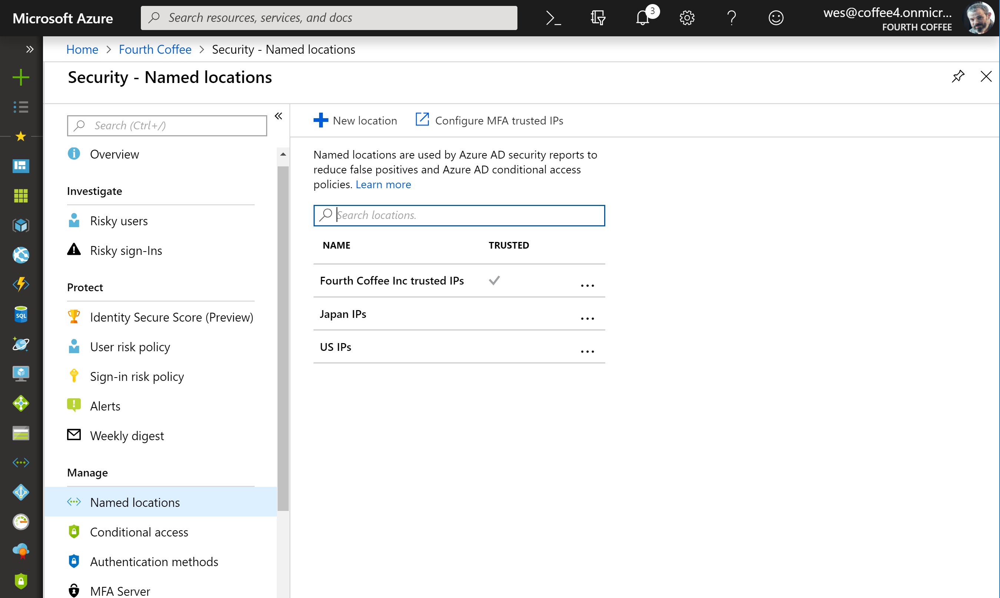 Microsoft Azure
Search resources, services, and docs
3
wes@coffee4.onmicr...
FOURTH COFFEE
Home > Fourth Coffee > Security - Named locations
Security - Named locations
Search (Ctrl+/)
Overview
Investigate
Risky users
Risky sign-Ins
Protect
Identity Secure Score (Preview)
User risk policy
Sign-in risk policy
Alerts
Weekly digest
Manage
Named locations
Conditional access
Authentication methods
MFA Server
New location
Configure MFA trusted IPs
Named locations are used by Azure AD security reports to
reduce false positives and Azure AD conditional access
policies. Learn more
Search locations.
NAME TRUSTED
Fourth Coffee Inc trusted IPs
Japan IPs
US IPs
SQL